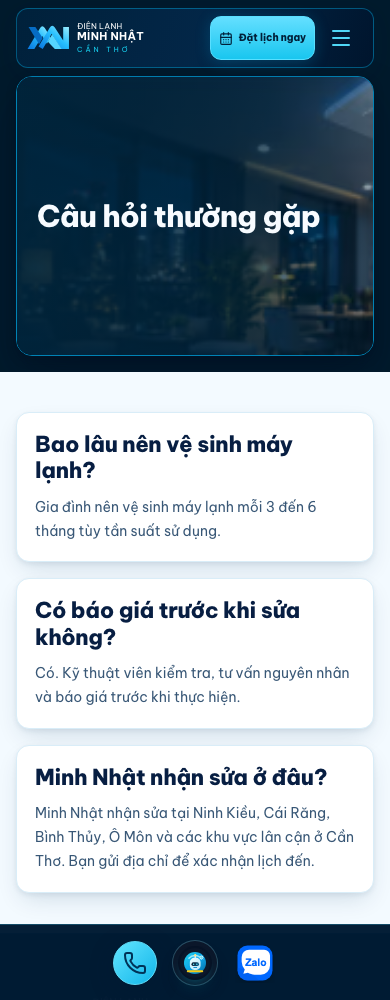 ĐIỆN LẠNH
MINH NHẬT
CẦN THƠ
Đặt lịch ngay
Câu hỏi thường gặp
Bao lâu nên vệ sinh máy
lạnh?
Gia đình nên vệ sinh máy lạnh mỗi 3 đến 6
tháng tùy tần suất sử dụng.
Có báo giá trước khi sửa
không?
Có. Kỹ thuật viên kiểm tra, tư vấn nguyên nhân
và báo giá trước khi thực hiện.
Minh Nhật nhận sửa ở đâu?
Minh Nhật nhận sửa tại Ninh Kiều, Cái Răng,
Bình Thủy, Ô Môn và các khu vực lân cận ở Cần
Thơ. Bạn gửi địa chỉ để xác nhận lịch đến.
Zalo